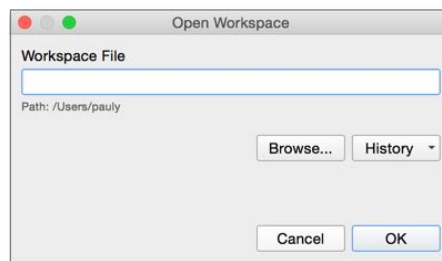 Open Workspace
Workspace File
Path: /Users/pauly
Browse... History
Cancel OK